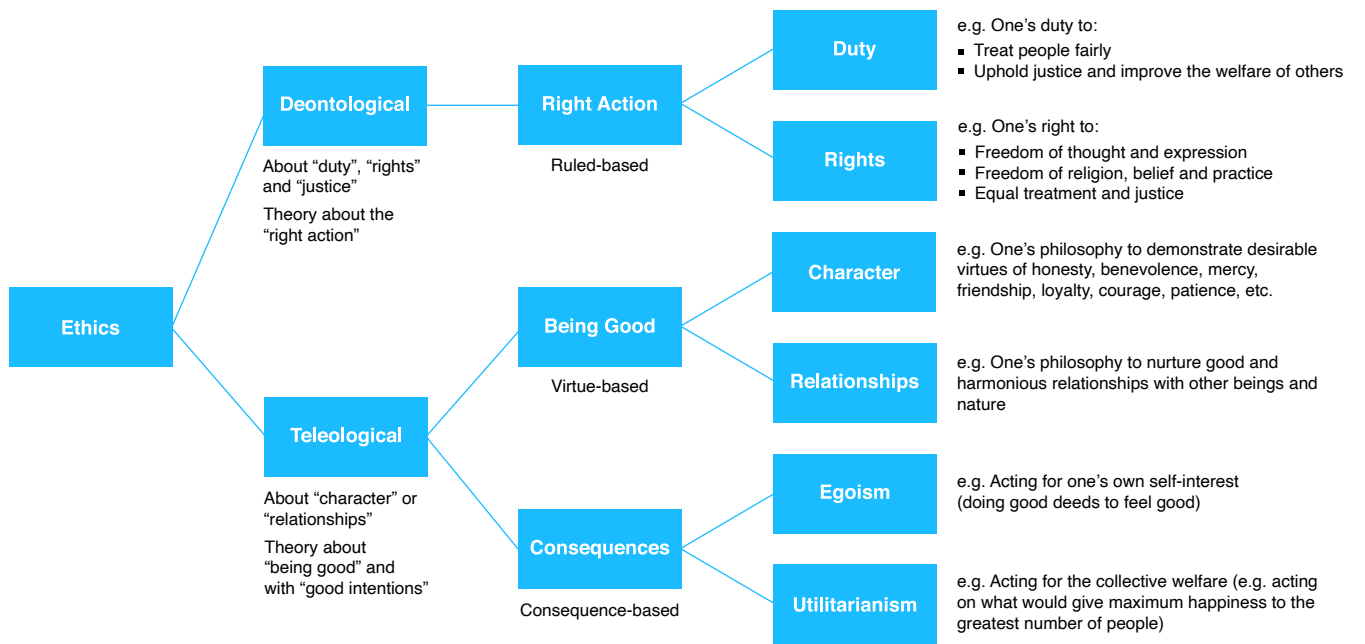 Ethics
Deontological
About “duty”, “rights”
and “justice”
Theory about the
“right action”
Right Action
Ruled-based
Duty
e.g. One’s duty to:
▪ Treat people fairly
▪ Uphold justice and improve the welfare of others
Rights
e.g. One’s right to:
▪ Freedom of thought and expression
▪ Freedom of religion, belief and practice
▪ Equal treatment and justice
Teleological
About “character” or
“relationships”
Theory about
“being good” and
with “good intentions”
Being Good
Virtue-based
Character
e.g. One’s philosophy to demonstrate desirable
virtues of honesty, benevolence, mercy,
friendship, loyalty, courage, patience, etc.
Relationships
e.g. One’s philosophy to nurture good and
harmonious relationships with other beings and
nature
Consequences
Consequence-based
Egoism
e.g. Acting for one’s own self-interest
(doing good deeds to feel good)
Utilitarianism
e.g. Acting for the collective welfare (e.g. acting
on what would give maximum happiness to the
greatest number of people)